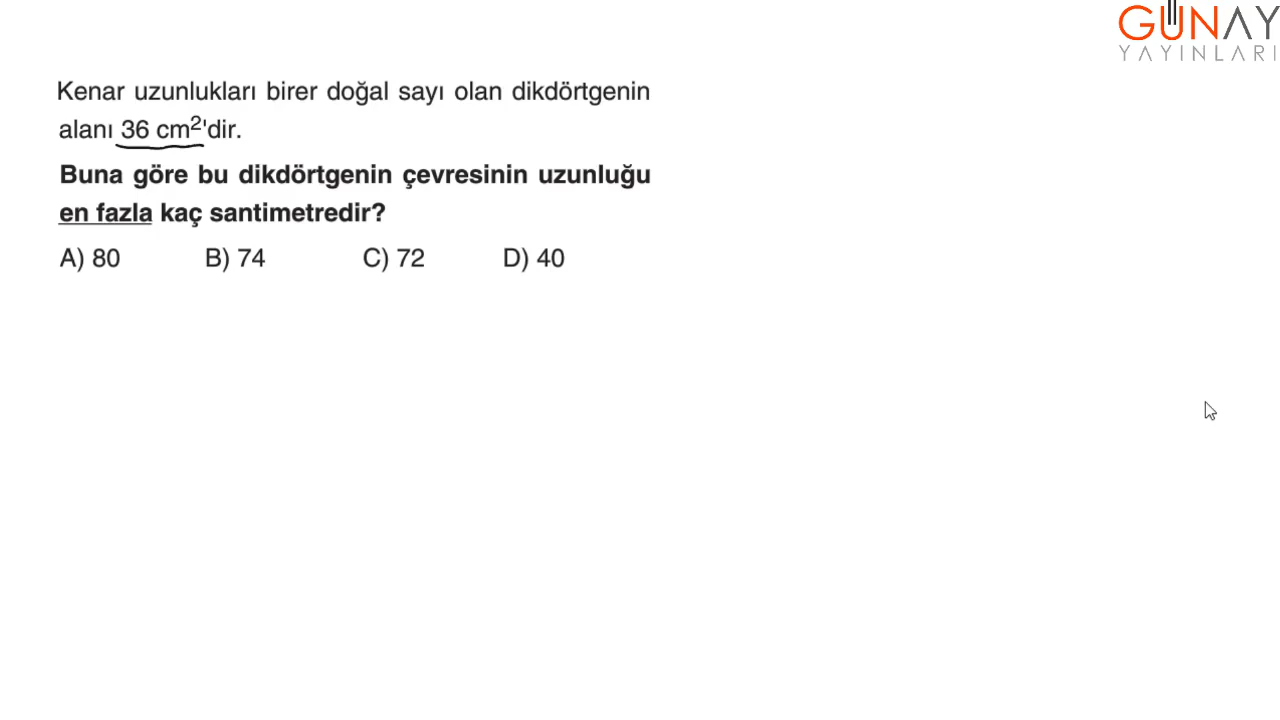 GÜNAY
YAYINLARI
Kenar uzunlukları birer doğal sayı olan dikdörtgenin
alanı 36 cm²'dir.
Buna göre bu dikdörtgenin çevresinin uzunluğu
en fazla kaç santimetredir?
A) 80 B) 74 C) 72 D) 40